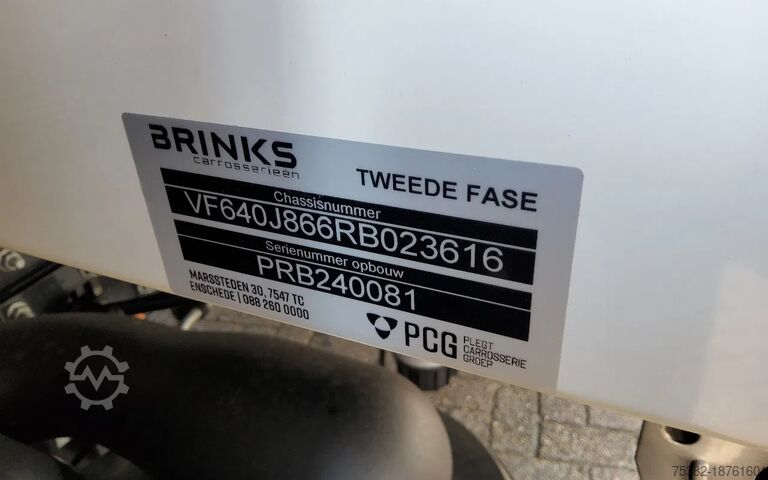 BRINKS
carrosserieën
TWEEDE FASE
Chassisnummer
VF640J866RB023616
Serienummer opbouw
PRB240081
MARSSTEDEN 30, 7547 TC
ENSCHEDE | 088 260 0000
PCG
PLEGT
CARROSSERIE
GROEP